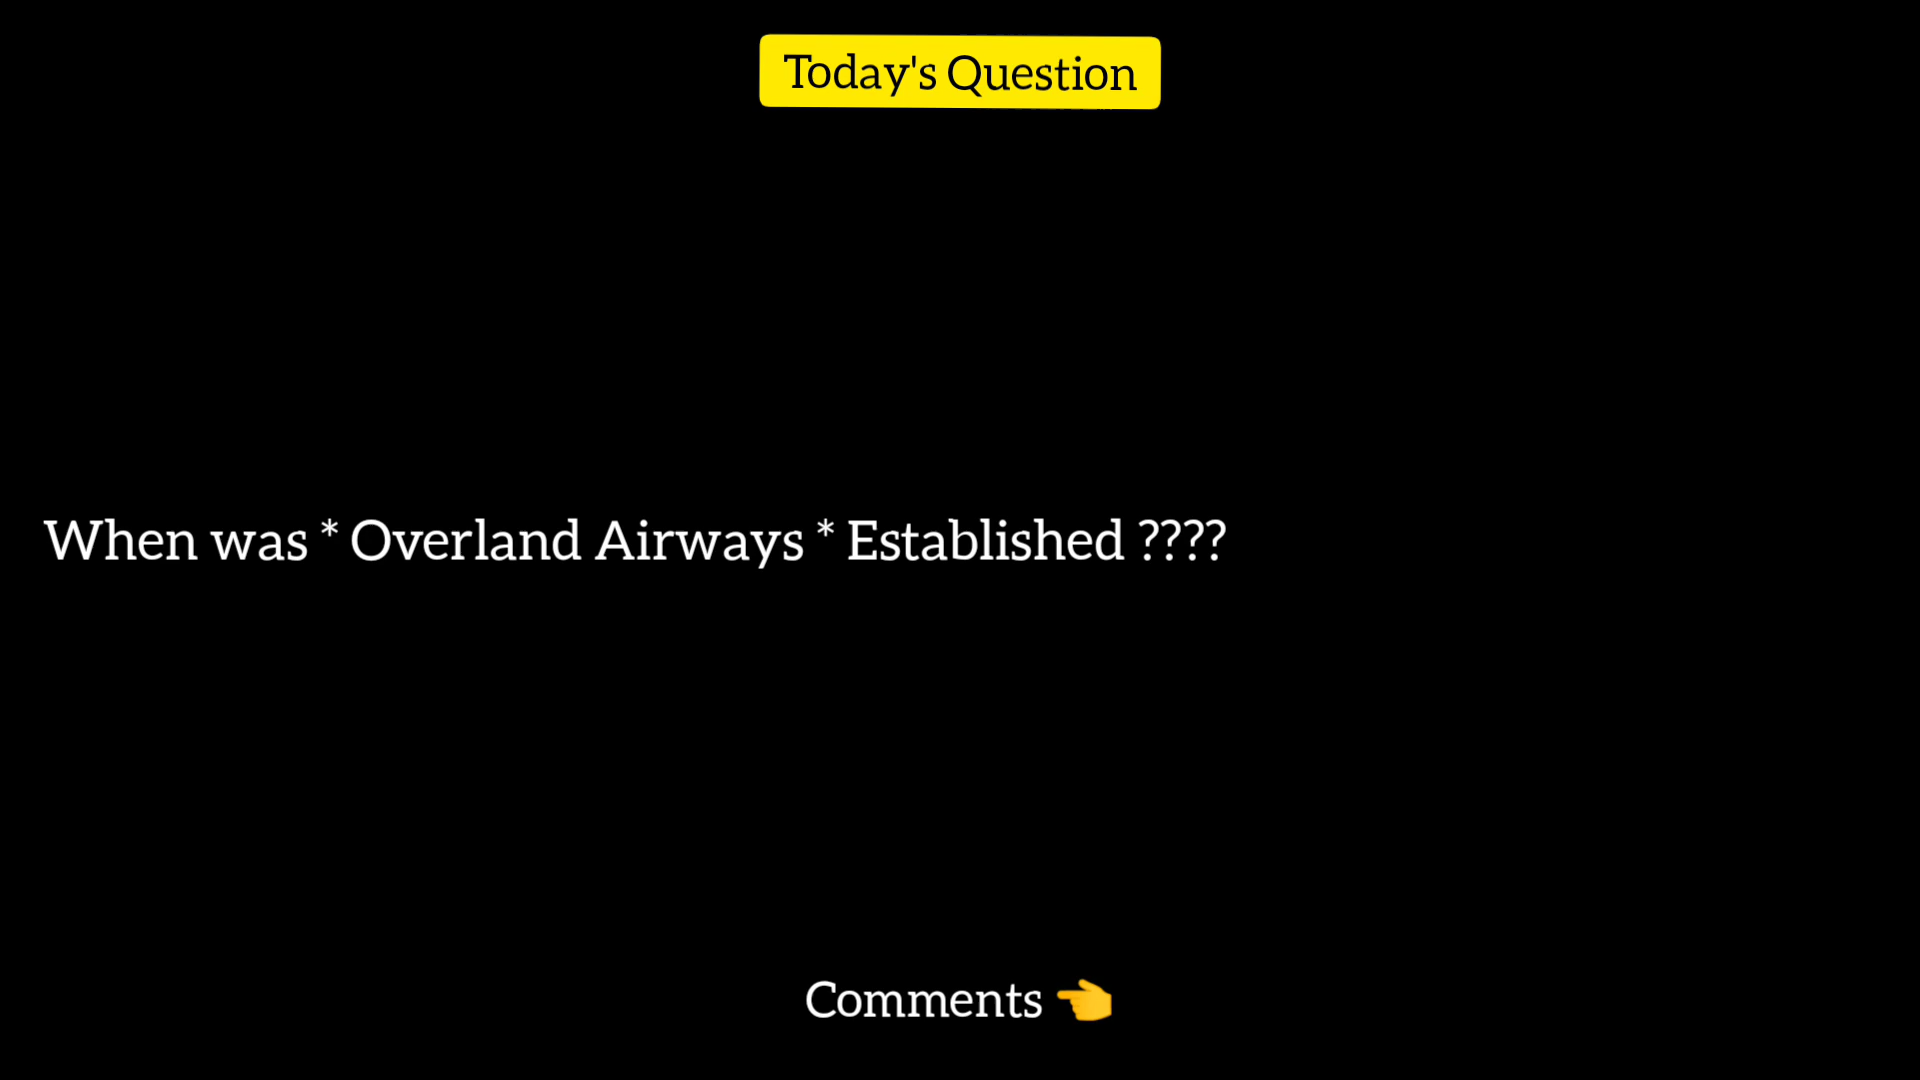 Today's Question
When was * Overland Airways * Established ????
Comments 👈